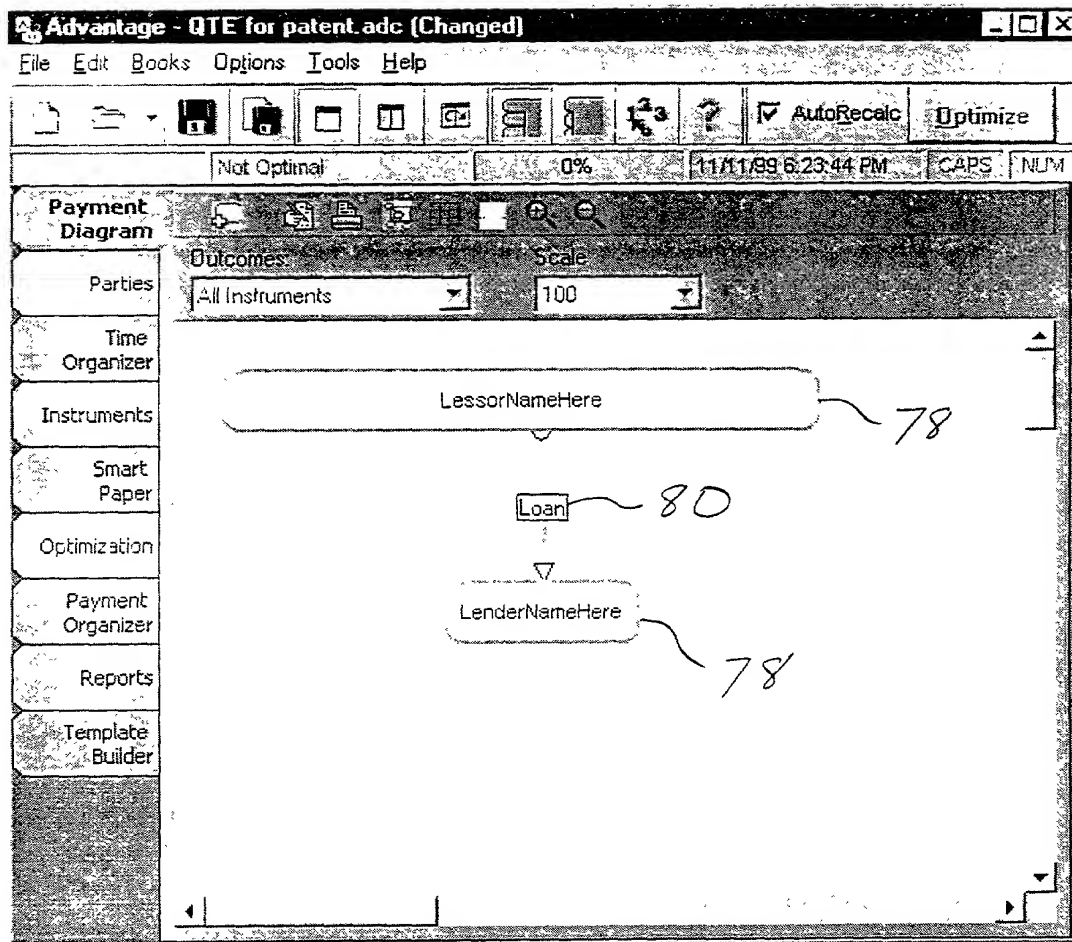 Advantage - QTE for patent.adc (Changed)
File Edit Books Options Tools Help
AutoRecalc Optimize
Not Optimal 0% 11/11/99 6:23:44 PM CAPS NUM
Payment
Diagram
Outcomes: Scale
All Instruments 100
Parties
Time
Organizer
Instruments
Smart
Paper
Optimization
Payment
Organizer
Reports
Template
Builder
LessorNameHere
78
Loan
80
LenderNameHere
78